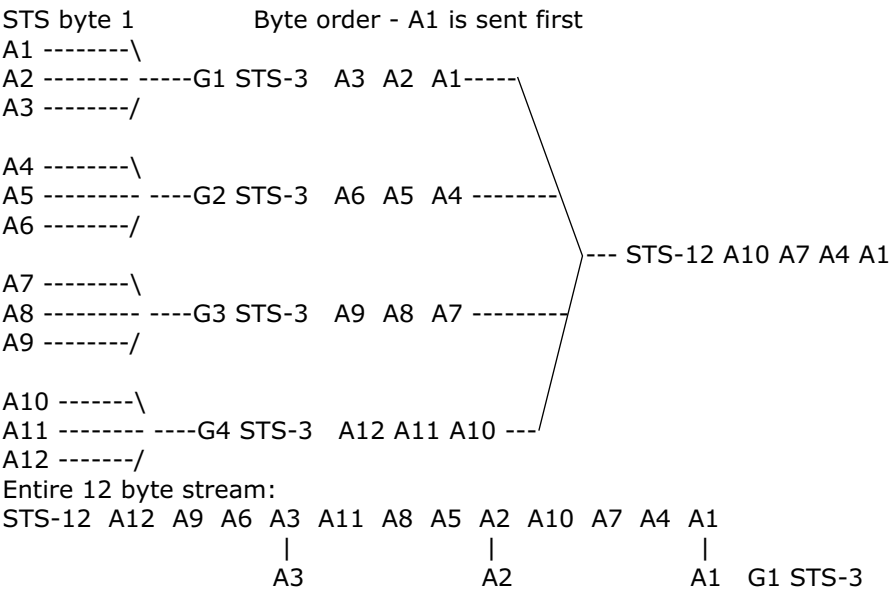 STS byte 1 Byte order - A1 is sent first
A1 --------\
A2 -------- -----G1 STS-3 A3 A2 A1-----
A3 --------/
A4 --------\
A5 --------- ----G2 STS-3 A6 A5 A4 --------
A6 --------/
--- STS-12 A10 A7 A4 A1
A7 --------\
A8 --------- ----G3 STS-3 A9 A8 A7 ---------
A9 --------/
A10 -------\
A11 -------- ----G4 STS-3 A12 A11 A10 ---
A12 -------/
Entire 12 byte stream:
STS-12 A12 A9 A6 A3 A11 A8 A5 A2 A10 A7 A4 A1
| | |
A3 A2 A1 G1 STS-3